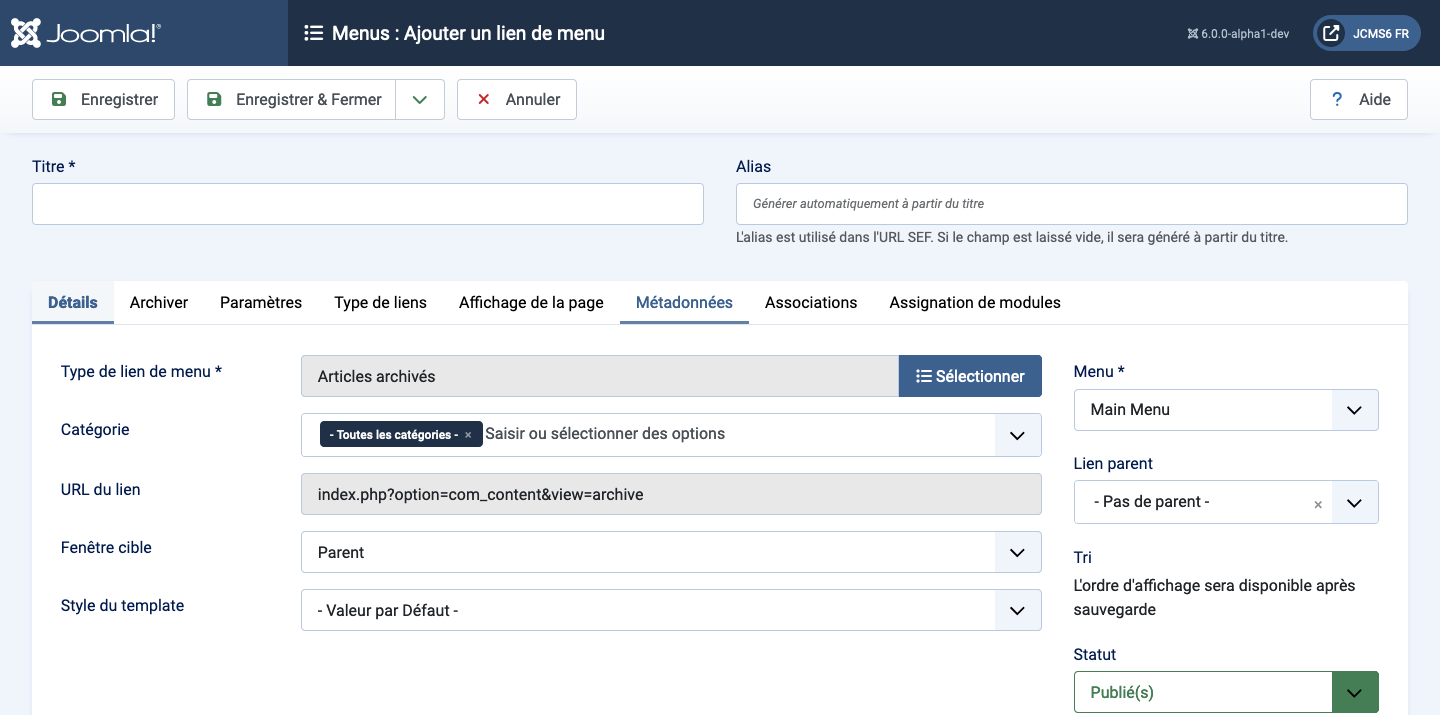 Joomla!®
Menus : Ajouter un lien de menu
6.0.0-alpha1-dev
JCMS6 FR
Enregistrer
Enregistrer & Fermer
Annuler
? Aide
Titre *
Alias
Générer automatiquement à partir du titre
L'alias est utilisé dans l'URL SEF. Si le champ est laissé vide, il sera généré à partir du titre.
Détails Archiver Paramètres Type de liens Affichage de la page Métadonnées Associations Assignation de modules
Type de lien de menu *
Articles archivés
Sélectionner
Catégorie
- Toutes les catégories - ×
Saisir ou sélectionner des options
URL du lien
index.php?option=com_content&view=archive
Fenêtre cible
Parent
Style du template
- Valeur par Défaut -
Menu *
Main Menu
Lien parent
- Pas de parent - ×
Tri
L'ordre d'affichage sera disponible après
sauvegarde
Statut
Publié(s)